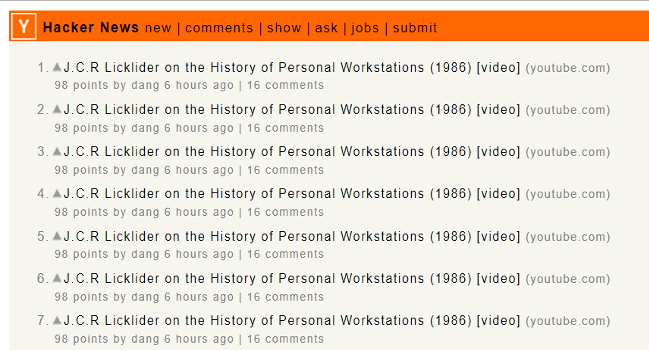 Y Hacker News new | comments | show | ask | jobs | submit
1. J.C.R Licklider on the History of Personal Workstations (1986) [video] (youtube.com)
98 points by dang 6 hours ago | 16 comments
2. J.C.R Licklider on the History of Personal Workstations (1986) [video] (youtube.com)
98 points by dang 6 hours ago | 16 comments
3. J.C.R Licklider on the History of Personal Workstations (1986) [video] (youtube.com)
98 points by dang 6 hours ago | 16 comments
4. J.C.R Licklider on the History of Personal Workstations (1986) [video] (youtube.com)
98 points by dang 6 hours ago | 16 comments
5. J.C.R Licklider on the History of Personal Workstations (1986) [video] (youtube.com)
98 points by dang 6 hours ago | 16 comments
6. J.C.R Licklider on the History of Personal Workstations (1986) [video] (youtube.com)
98 points by dang 6 hours ago | 16 comments
7. J.C.R Licklider on the History of Personal Workstations (1986) [video] (youtube.com)
98 points by dang 6 hours ago | 16 comments